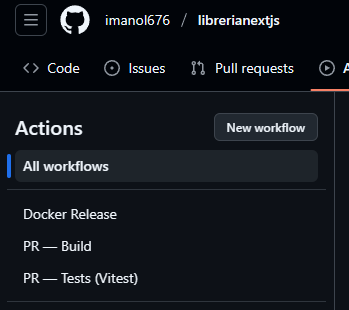 imanol676 / librerianextjs
Code Issues Pull requests A
Actions New workflow
All workflows
Docker Release
PR — Build
PR — Tests (Vitest)